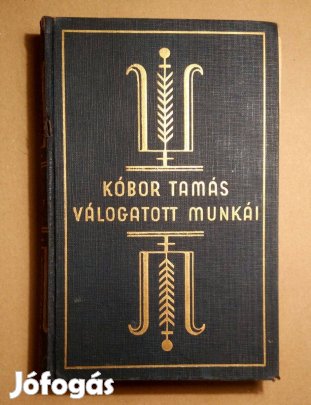 KÓBOR TAMÁS
VÁLOGATOTT MUNKÁI
Jófogás